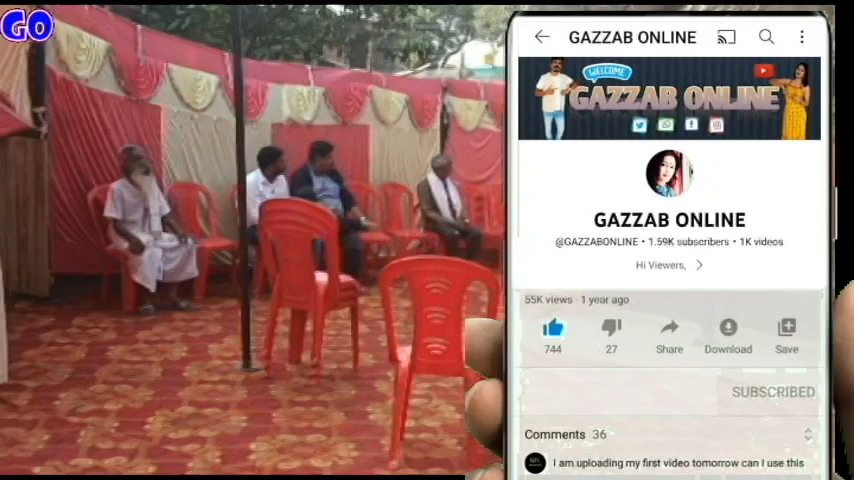 GO
GAZZAB ONLINE
WELCOME
GAZZAB ONLINE
GAZZAB ONLINE
@GAZZABONLINE • 1.59K subscribers • 1K videos
Hi Viewers,
55K views · 1 year ago
744
27
Share
Download
Save
SUBSCRIBED
Comments 36
I am uploading my first video tomorrow can I use this